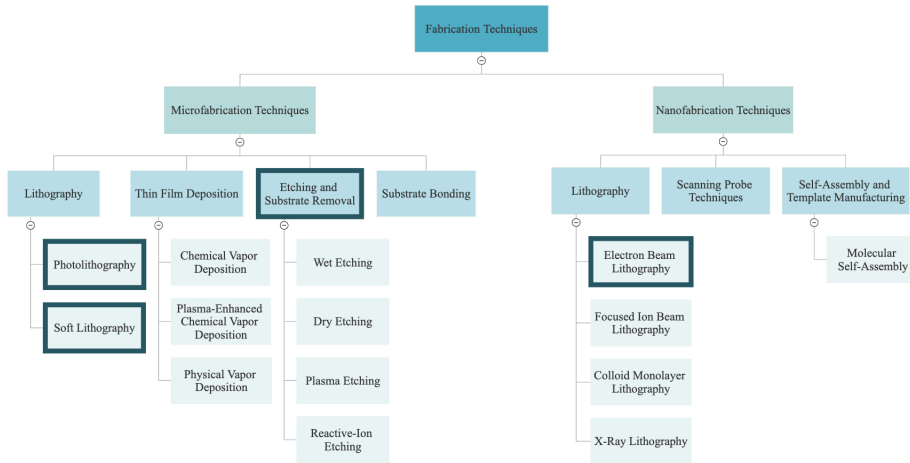 Fabrication Techniques
Microfabrication Techniques
Nanofabrication Techniques
Lithography
Thin Film Deposition
Etching and
Substrate Removal
Substrate Bonding
Lithography
Scanning Probe
Techniques
Self-Assembly and
Template Manufacturing
Photolithography
Soft Lithography
Chemical Vapor
Deposition
Plasma-Enhanced
Chemical Vapor
Deposition
Physical Vapor
Deposition
Wet Etching
Dry Etching
Plasma Etching
Reactive-Ion
Etching
Electron Beam
Lithography
Focused Ion Beam
Lithography
Colloid Monolayer
Lithography
X-Ray Lithography
Molecular
Self-Assembly